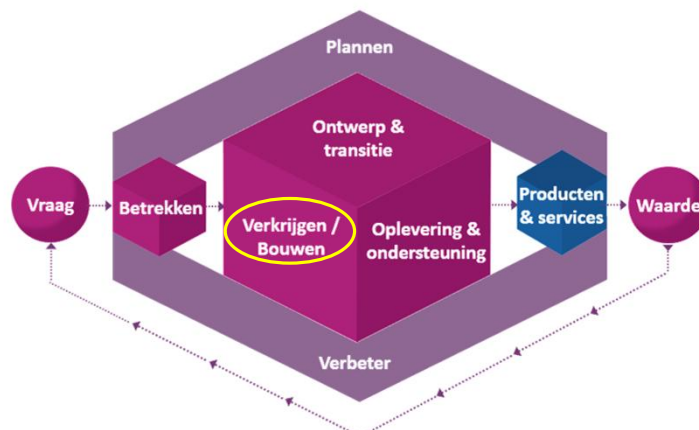 Plannen
Ontwerp &
transitie
Vraag
Betrekken
Verkrijgen /
Bouwen
Oplevering &
ondersteuning
Producten
& services
Waarde
Verbeter